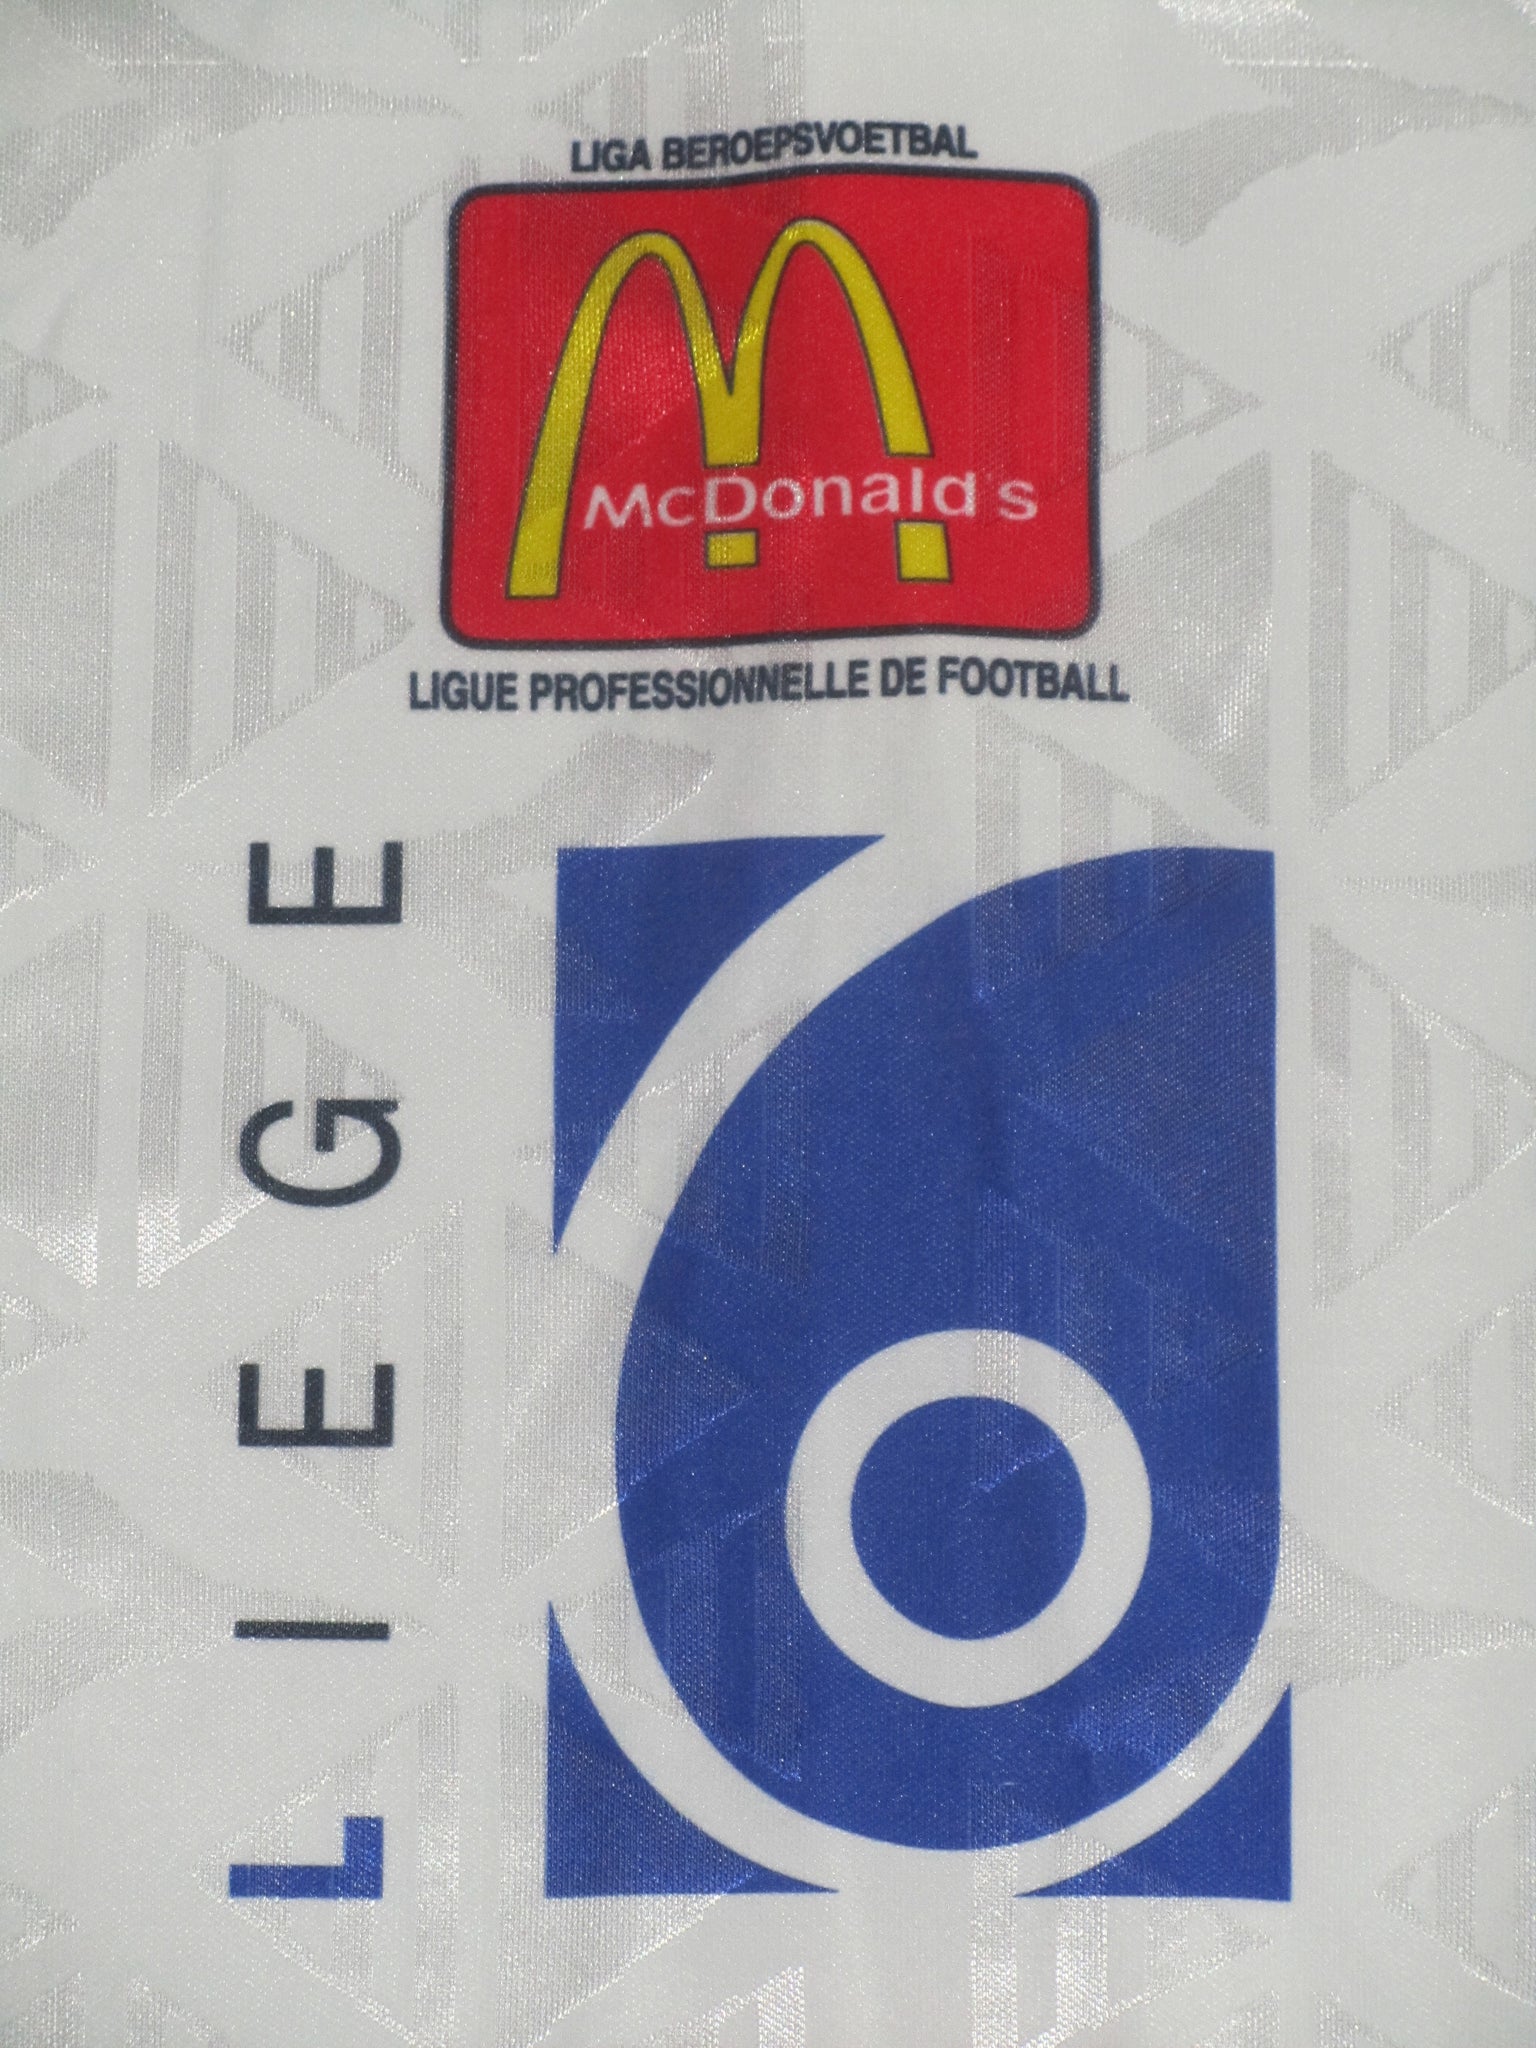 LIGA BEROEPSVOETBAL
McDonald's
LIGUE PROFESSIONNELLE DE FOOTBALL
LIEGE